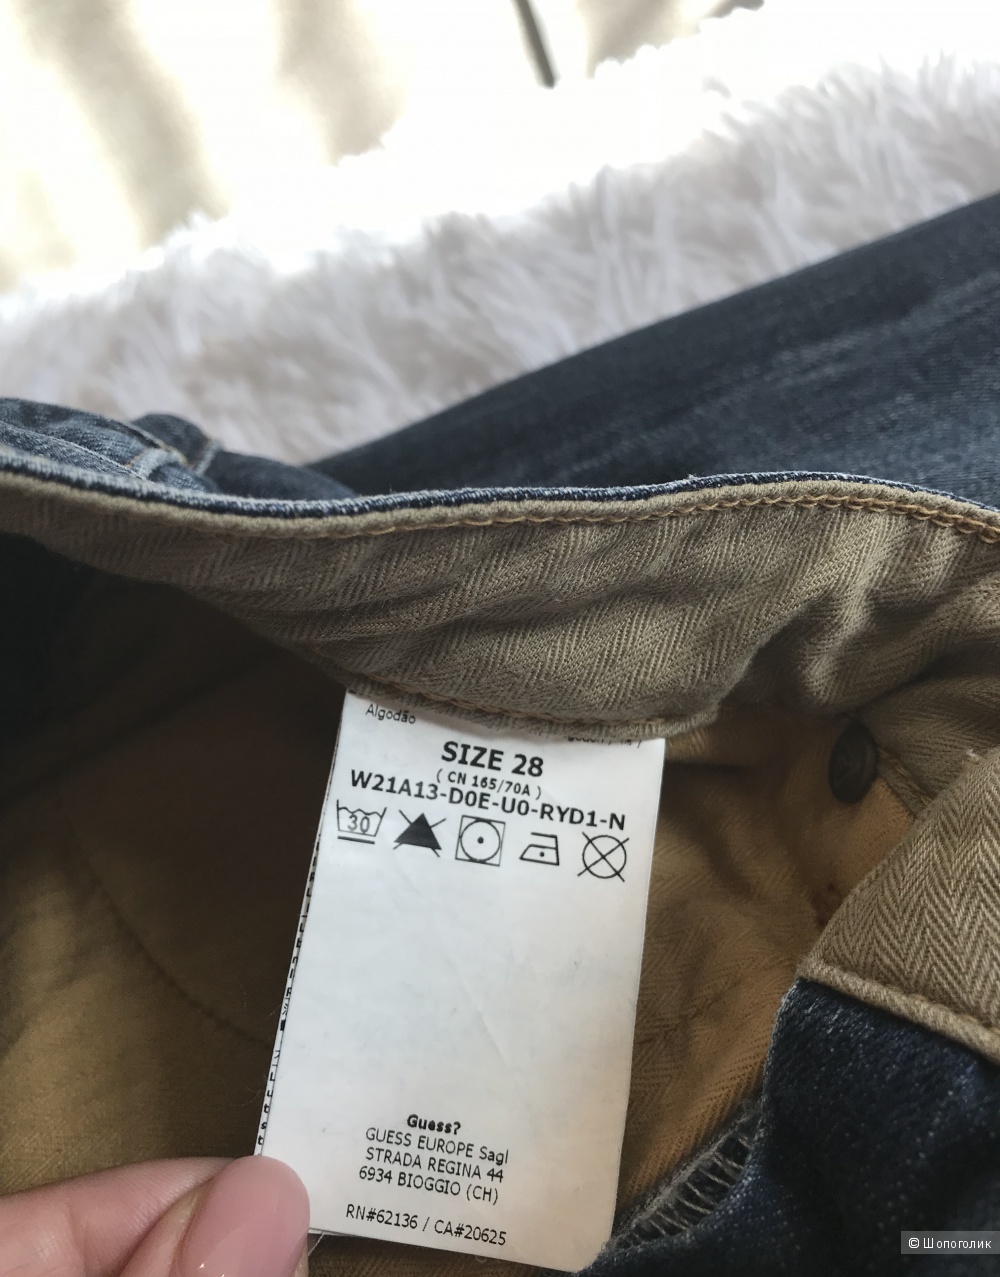 Algodão
SIZE 28
( CN 165/70A )
W21A13-D0E-U0-RYD1-N
30
Guess?
GUESS EUROPE Sagl
STRADA REGINA 44
6934 BIOGGIO (CH)
RN#62136 / CA#20625
© Шопоголик